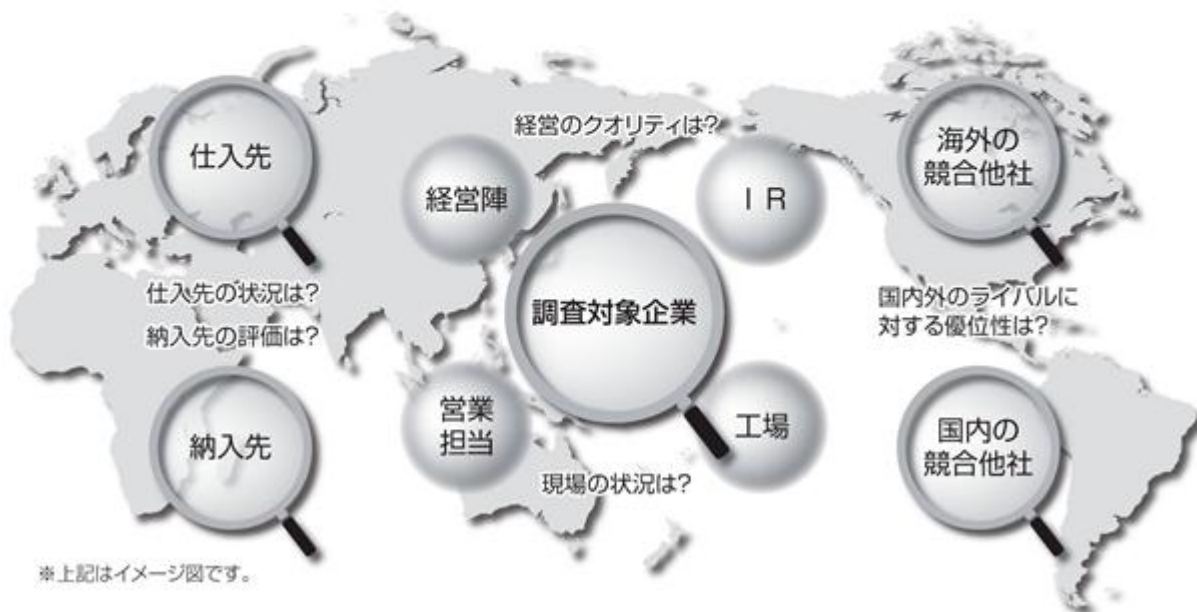 経営のクオリティは?
仕入先
経営陣
I R
海外の
競合他社
調査対象企業
仕入先の状況は?
納入先の評価は?
国内外のライバルに
対する優位性は?
納入先
営業
担当
工場
国内の
競合他社
現場の状況は?
※上記はイメージ図です。